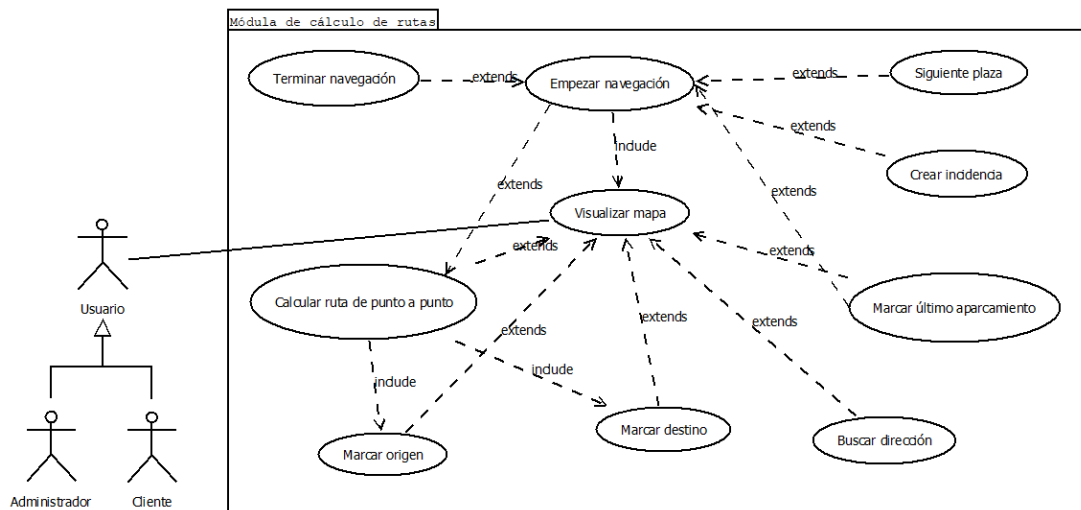 Módula de cálculo de rutas
Terminar navegación
extends
Empezar navegación
extends
Siguiente plaza
extends
include
extends
Crear incidencia
Visualizar mapa
Usuario
extends
extends
Calcular ruta de punto a punto
Marcar último aparcamiento
extends
extends
extends
include
include
Marcar origen
Marcar destino
Buscar dirección
Administrador
Cliente